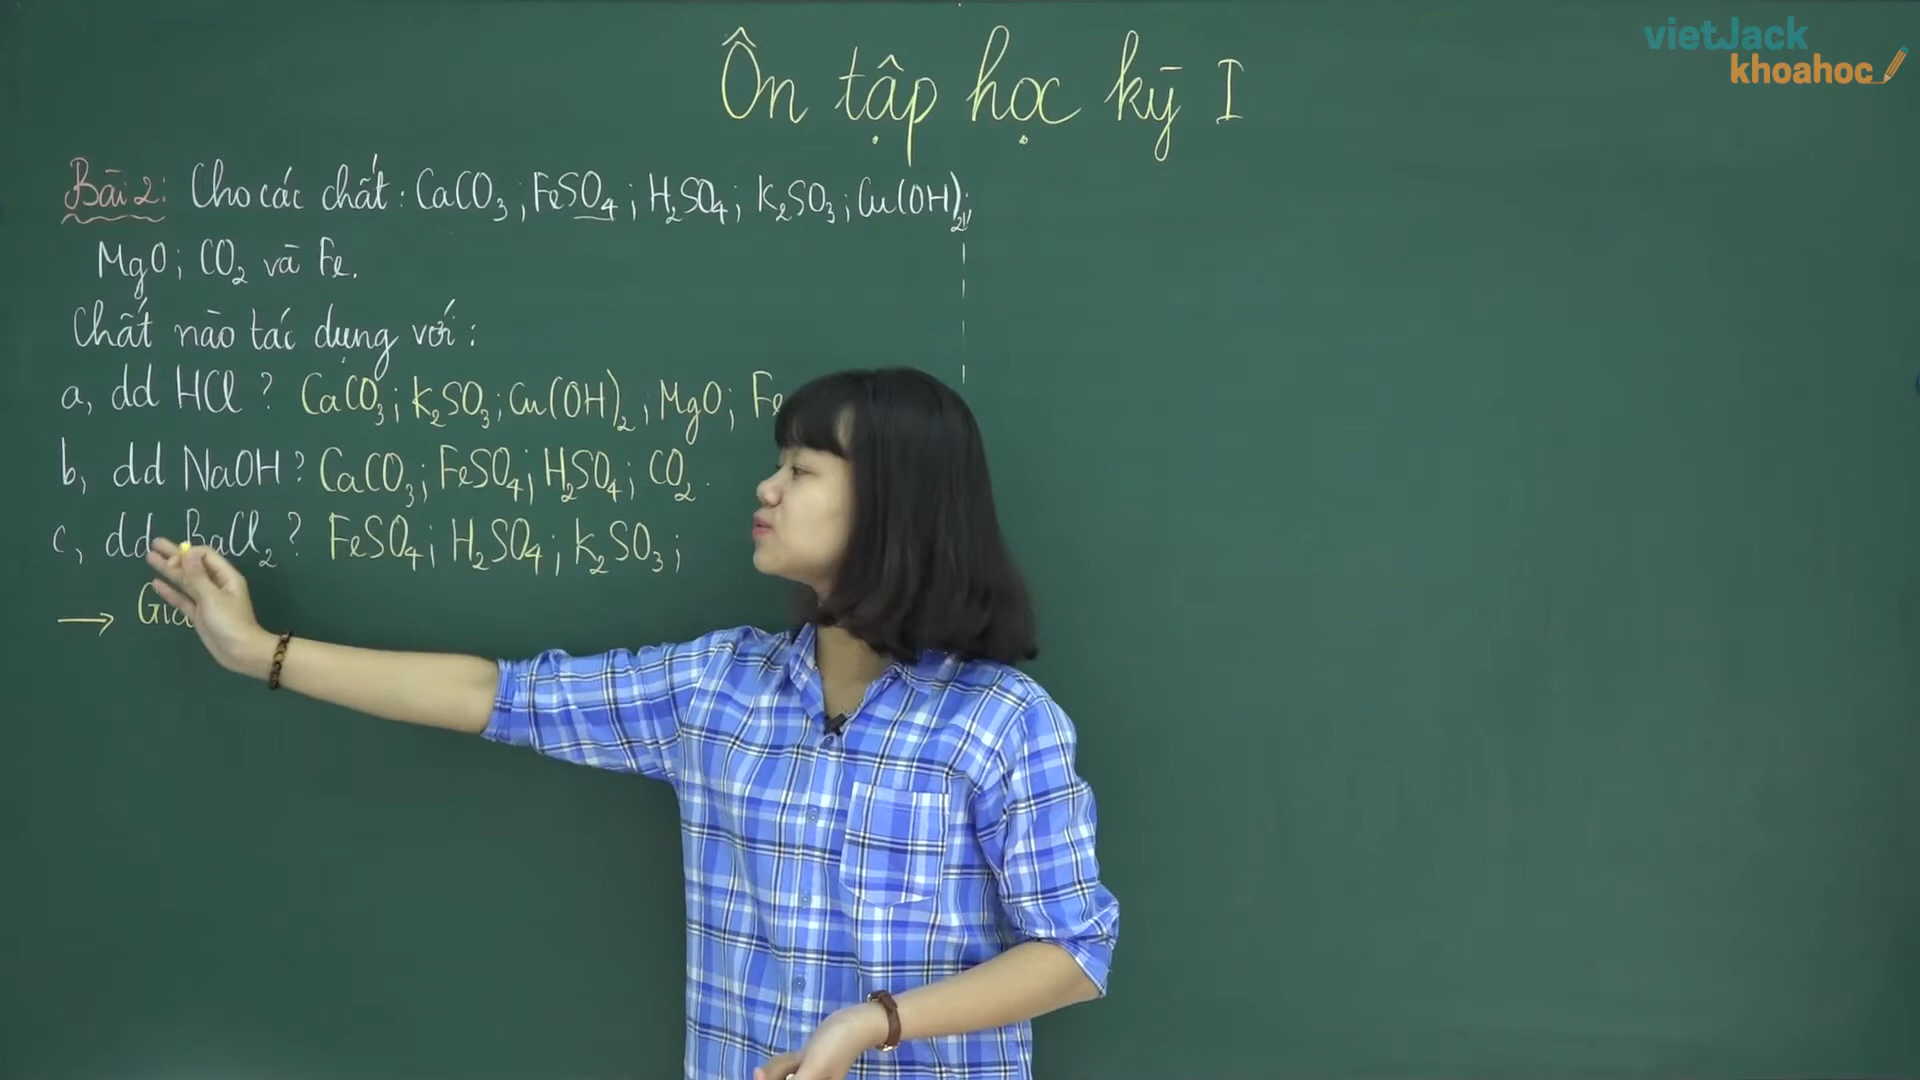 vietJack
khoahoc
Ôn tập học kỳ I
Bài 2: Cho các chất: CaCO3; FeSO4; H2SO4; K2SO3; Cu(OH)2;
MgO; CO2 và Fe.
Chất nào tác dụng với:
a, dd HCl? CaCO3; K2SO3; Cu(OH)2; MgO; Fe
b, dd NaOH? CaCO3; FeSO4; H2SO4; CO2.
c, dd BaCl2? FeSO4; H2SO4; K2SO3;
→